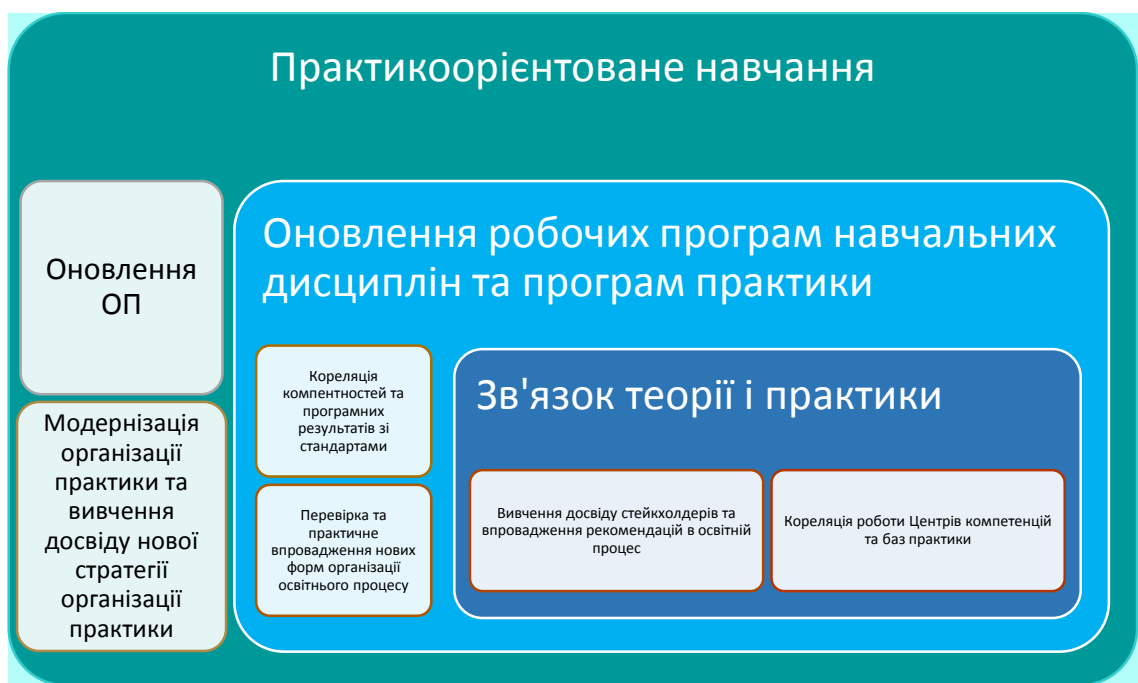 Практикоорієнтоване навчання
Оновлення
ОП
Модернізація
організації
практики та
вивчення
досвіду нової
стратегії
організації
практики
Оновлення робочих програм навчальних
дисциплін та програм практики
Кореляція
компентностей та
програмних
результатів зі
стандартами
Перевірка та
практичне
впровадження нових
форм організації
освітнього процесу
Зв'язок теорії і практики
Вивчення досвіду стейкхолдерів та
впровадження рекомендацій в освітній
процес
Кореляція роботи Центрів компетенцій
та баз практики